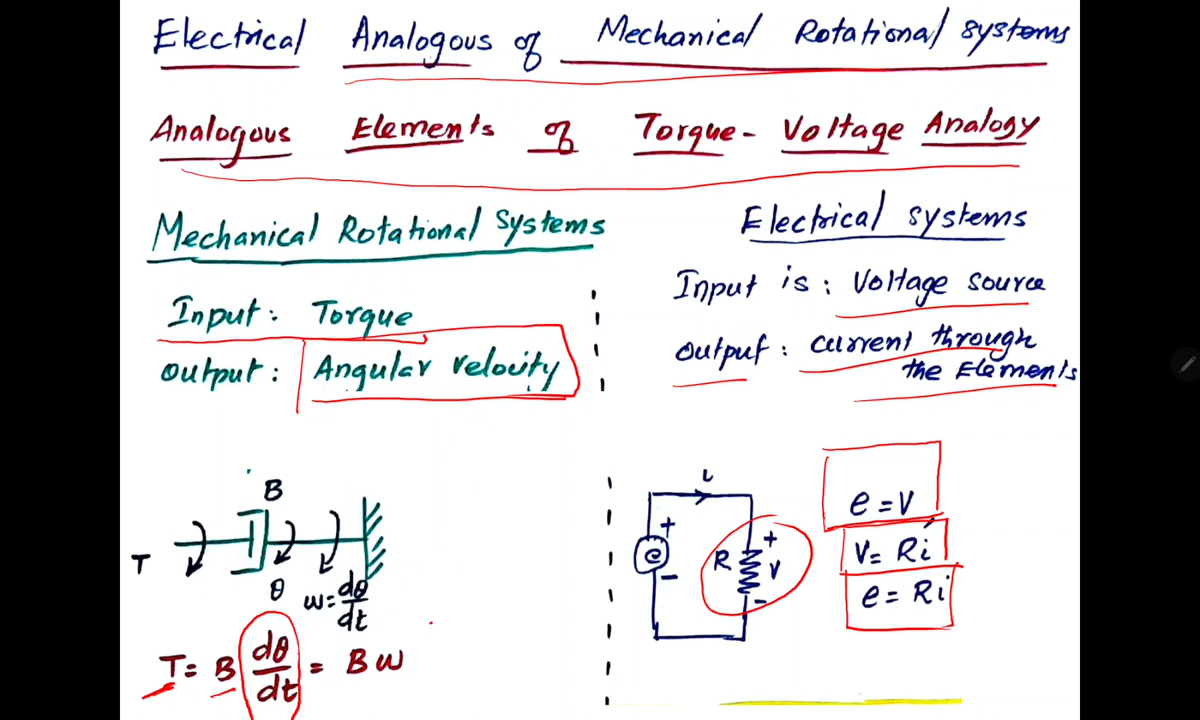 Electrical Analogous of Mechanical Rotational systems
Analogous Elements of Torque- Voltage Analogy
Mechanical Rotational Systems
Input: Torque
output: Angular velocity
B
T
θ
w=dθ/dt
T= B dθ/dt = Bw
Electrical systems
Input is: Voltage source
output: current through
the Elements
i
+
e
-
R
+
V
-
e=V
V= Ri
e= Ri